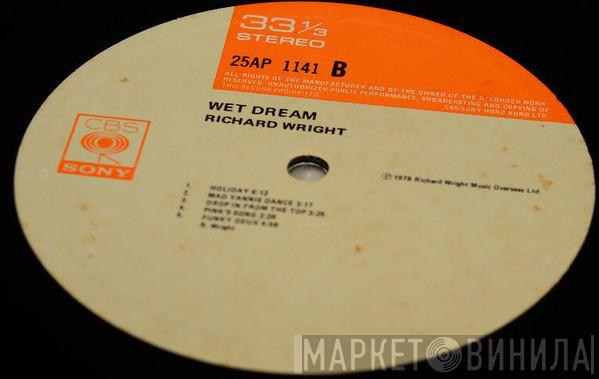 33 1/3
STEREO
25AP 1141 B
ALL RIGHTS OF THE MANUFACTURER AND OF THE OWNER OF THE RECORDED WORK
RESERVED. UNAUTHORIZED PUBLIC PERFORMANCE, BROADCASTING AND COPYING OF
THIS RECORD PROHIBITED.
CBS/SONY HONG KONG LTD.
WET DREAM
RICHARD WRIGHT
CBS
SONY
℗ 1978 Richard Wright Music Overseas Ltd.
1. HOLIDAY 6:12
2. MAD YANNIS DANCE 3:17
3. DROP IN FROM THE TOP 3:25
4. PINK'S SONG 3:28
5. FUNKY DEUX 4:58
R. Wright
МАРКЕТ ВИНИЛА